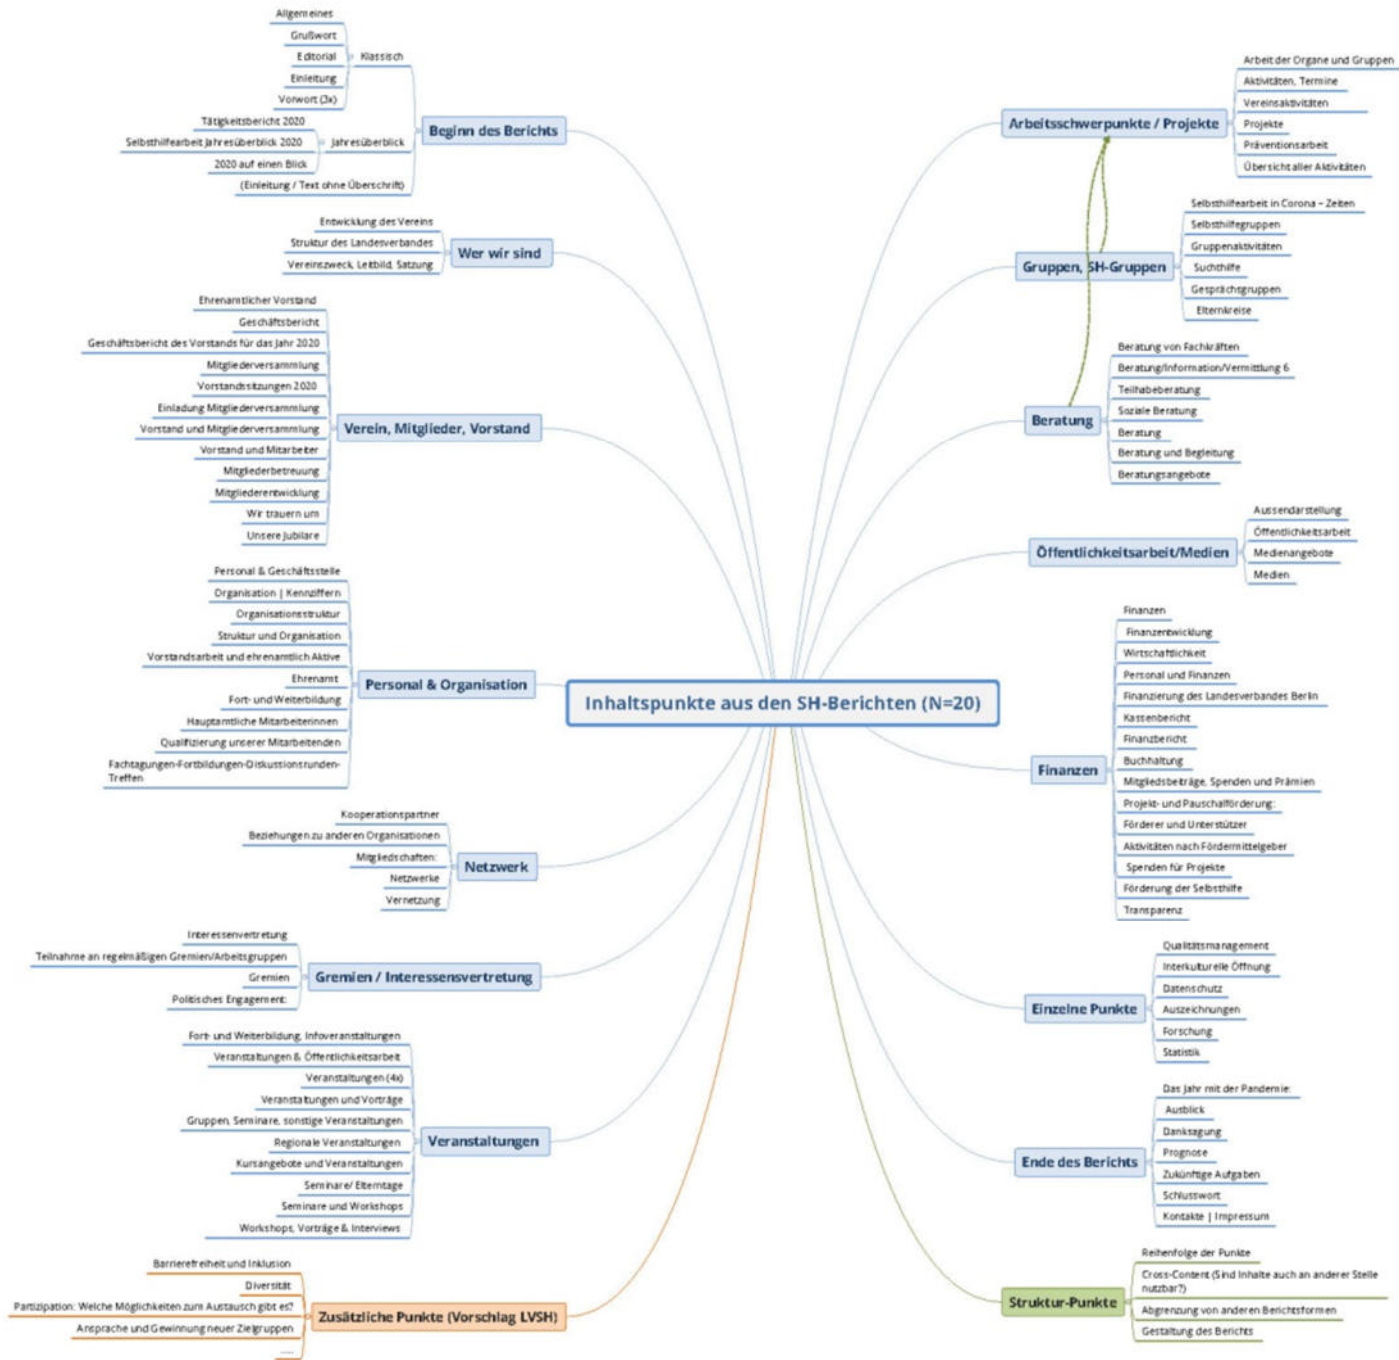 Inhaltspunkte aus den SH-Berichten (N=20)
Beginn des Berichts
Klassisch
Allgemeines
Grußwort
Editorial
Einleitung
Vorwort (3x)
Jahresüberblick
Tätigkeitsbericht 2020
Selbsthilfearbeit Jahresüberblick 2020
2020 auf einen Blick
(Einleitung / Text ohne Überschrift)
Wer wir sind
Entwicklung des Vereins
Struktur des Landesverbandes
Vereinszweck, Leitbild, Satzung
Verein, Mitglieder, Vorstand
Ehrenamtlicher Vorstand
Geschäftsbericht
Geschäftsbericht des Vorstands für das Jahr 2020
Mitgliederversammlung
Vorstandssitzungen 2020
Einladung Mitgliederversammlung
Vorstand und Mitgliederversammlung
Vorstand und Mitarbeiter
Mitgliederbetreuung
Mitgliederentwicklung
Wir trauern um
Unsere Jubilare
Personal & Organisation
Personal & Geschäftsstelle
Organisation | Kennziffern
Organisationsstruktur
Struktur und Organisation
Vorstandsarbeit und ehrenamtlich Aktive
Ehrenamt
Fort- und Weiterbildung
Hauptamtliche Mitarbeiterinnen
Qualifizierung unserer Mitarbeitenden
Fachtagungen-Fortbildungen-Diskussionsrunden-
Treffen
Netzwerk
Kooperationspartner
Beziehungen zu anderen Organisationen
Mitgliedschaften:
Netzwerke
Vernetzung
Gremien / Interessensvertretung
Interessenvertretung
Teilnahme an regelmäßigen Gremien/Arbeitsgruppen
Gremien
Politisches Engagement:
Veranstaltungen
Fort- und Weiterbildung, Infoveranstaltungen
Veranstaltungen & Öffentlichkeitsarbeit
Veranstaltungen (4x)
Veranstaltungen und Vorträge
Gruppen, Seminare, sonstige Veranstaltungen
Regionale Veranstaltungen
Kursangebote und Veranstaltungen
Seminare/ Elterntage
Seminare und Workshops
Workshops, Vorträge & Interviews
Zusätzliche Punkte (Vorschlag LVSH)
Barrierefreiheit und Inklusion
Diversität
Partizipation: Welche Möglichkeiten zum Austausch gibt es?
Ansprache und Gewinnung neuer Zielgruppen
.....
Arbeitsschwerpunkte / Projekte
Arbeit der Organe und Gruppen
Aktivitäten, Termine
Vereinsaktivitäten
Projekte
Präventionsarbeit
Übersicht aller Aktivitäten
Gruppen, SH-Gruppen
Selbsthilfearbeit in Corona – Zeiten
Selbsthilfegruppen
Gruppenaktivitäten
Suchthilfe
Gesprächsgruppen
Elternkreise
Beratung
Beratung von Fachkräften
Beratung/Information/Vermittlung 6
Teilhabeberatung
Soziale Beratung
Beratung
Beratung und Begleitung
Beratungsangebote
Öffentlichkeitsarbeit/Medien
Aussendarstellung
Öffentlichkeitsarbeit
Medienangebote
Medien
Finanzen
Finanzen
Finanzentwicklung
Wirtschaftlichkeit
Personal und Finanzen
Finanzierung des Landesverbandes Berlin
Kassenbericht
Finanzbericht
Buchhaltung
Mitgliedsbeiträge, Spenden und Prämien
Projekt- und Pauschalförderung:
Förderer und Unterstützer
Aktivitäten nach Fördermittelgeber
Spenden für Projekte
Förderung der Selbsthilfe
Transparenz
Einzelne Punkte
Qualitätsmanagement
Interkulturelle Öffnung
Datenschutz
Auszeichnungen
Forschung
Statistik
Ende des Berichts
Das Jahr mit der Pandemie:
Ausblick
Danksagung
Prognose
Zukünftige Aufgaben
Schlusswort
Kontakte | Impressum
Struktur-Punkte
Reihenfolge der Punkte
Cross-Content (Sind Inhalte auch an anderer Stelle
nutzbar?)
Abgrenzung von anderen Berichtsformen
Gestaltung des Berichts